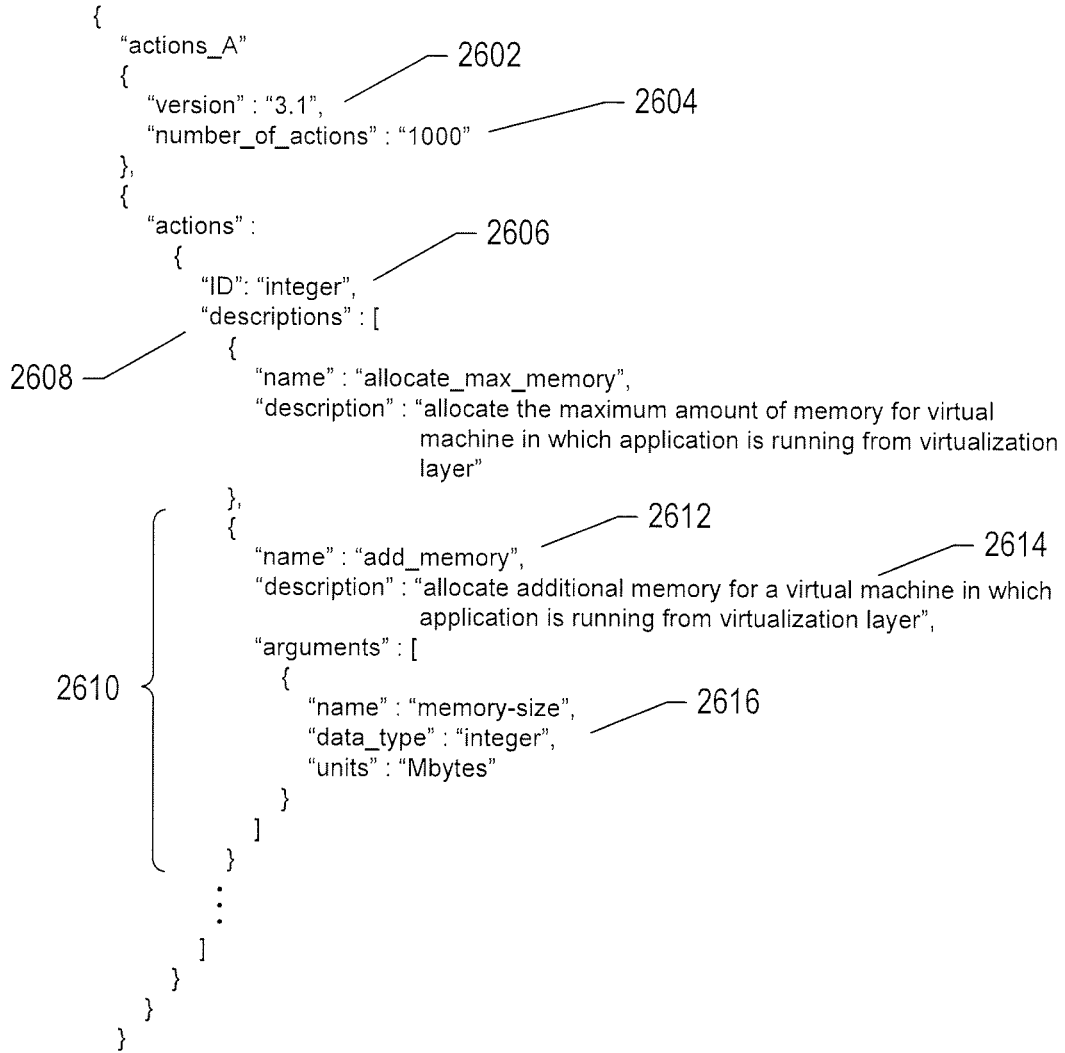 {
“actions_A”
2602
{
“version” : “3.1”,
2604
“number_of_actions” : “1000”
},
{
“actions” :
2606
{
“ID”: “integer”,
“descriptions” : [
2608
{
“name” : “allocate_max_memory”,
“description” : “allocate the maximum amount of memory for virtual
machine in which application is running from virtualization
layer”
},
{
2612
“name” : “add_memory”,
2614
“description” : “allocate additional memory for a virtual machine in which
application is running from virtualization layer”,
“arguments” : [
{
2610
“name” : “memory-size”,
2616
“data_type” : “integer”,
“units” : “Mbytes”
}
]
}
⋮
]
}
}
}